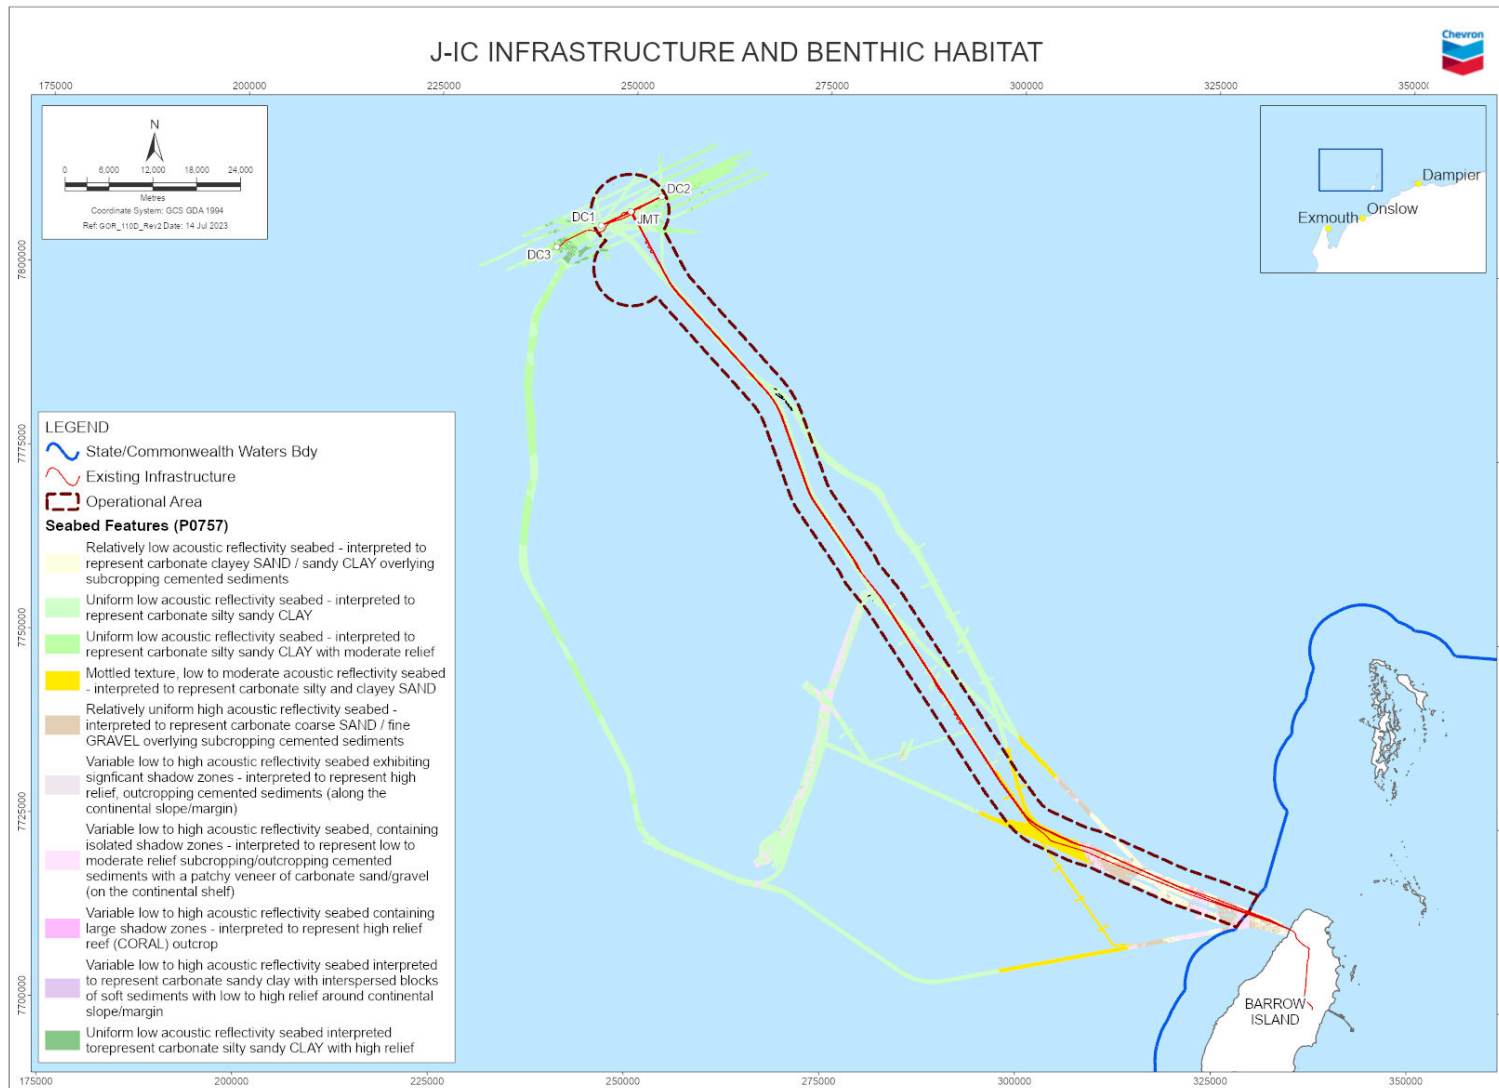 J-IC INFRASTRUCTURE AND BENTHIC HABITAT
Chevron
175000 200000 225000 250000 275000 300000 325000 350000
N
0 6,000 12,000 18,000 24,000
Metres
Coordinate System: GCS GDA 1994
Ref: GOR_110D_Rev2 Date: 14 Jul 2023
Dampier
Onslow
Exmouth
DC2
DC1
JMT
DC3
7800000
7775000
7750000
7725000
7700000
LEGEND
State/Commonwealth Waters Bdy
Existing Infrastructure
Operational Area
Seabed Features (P0757)
Relatively low acoustic reflectivity seabed - interpreted to
represent carbonate clayey SAND / sandy CLAY overlying
subcropping cemented sediments
Uniform low acoustic reflectivity seabed - interpreted to
represent carbonate silty sandy CLAY
Uniform low acoustic reflectivity seabed - interpreted to
represent carbonate silty sandy CLAY with moderate relief
Mottled texture, low to moderate acoustic reflectivity seabed
- interpreted to represent carbonate silty and clayey SAND
Relatively uniform high acoustic reflectivity seabed -
interpreted to represent carbonate coarse SAND / fine
GRAVEL overlying subcropping cemented sediments
Variable low to high acoustic reflectivity seabed exhibiting
signficant shadow zones - interpreted to represent high
relief, outcropping cemented sediments (along the
continental slope/margin)
Variable low to high acoustic reflectivity seabed, containing
isolated shadow zones - interpreted to represent low to
moderate relief subcropping/outcropping cemented
sediments with a patchy veneer of carbonate sand/gravel
(on the continental shelf)
Variable low to high acoustic reflectivity seabed containing
large shadow zones - interpreted to represent high relief
reef (CORAL) outcrop
Variable low to high acoustic reflectivity seabed interpreted
to represent carbonate sandy clay with interspersed blocks
of soft sediments with low to high relief around continental
slope/margin
Uniform low acoustic reflectivity seabed interpreted
torepresent carbonate silty sandy CLAY with high relief
BARROW
ISLAND
175000 200000 225000 250000 275000 300000 325000 350000